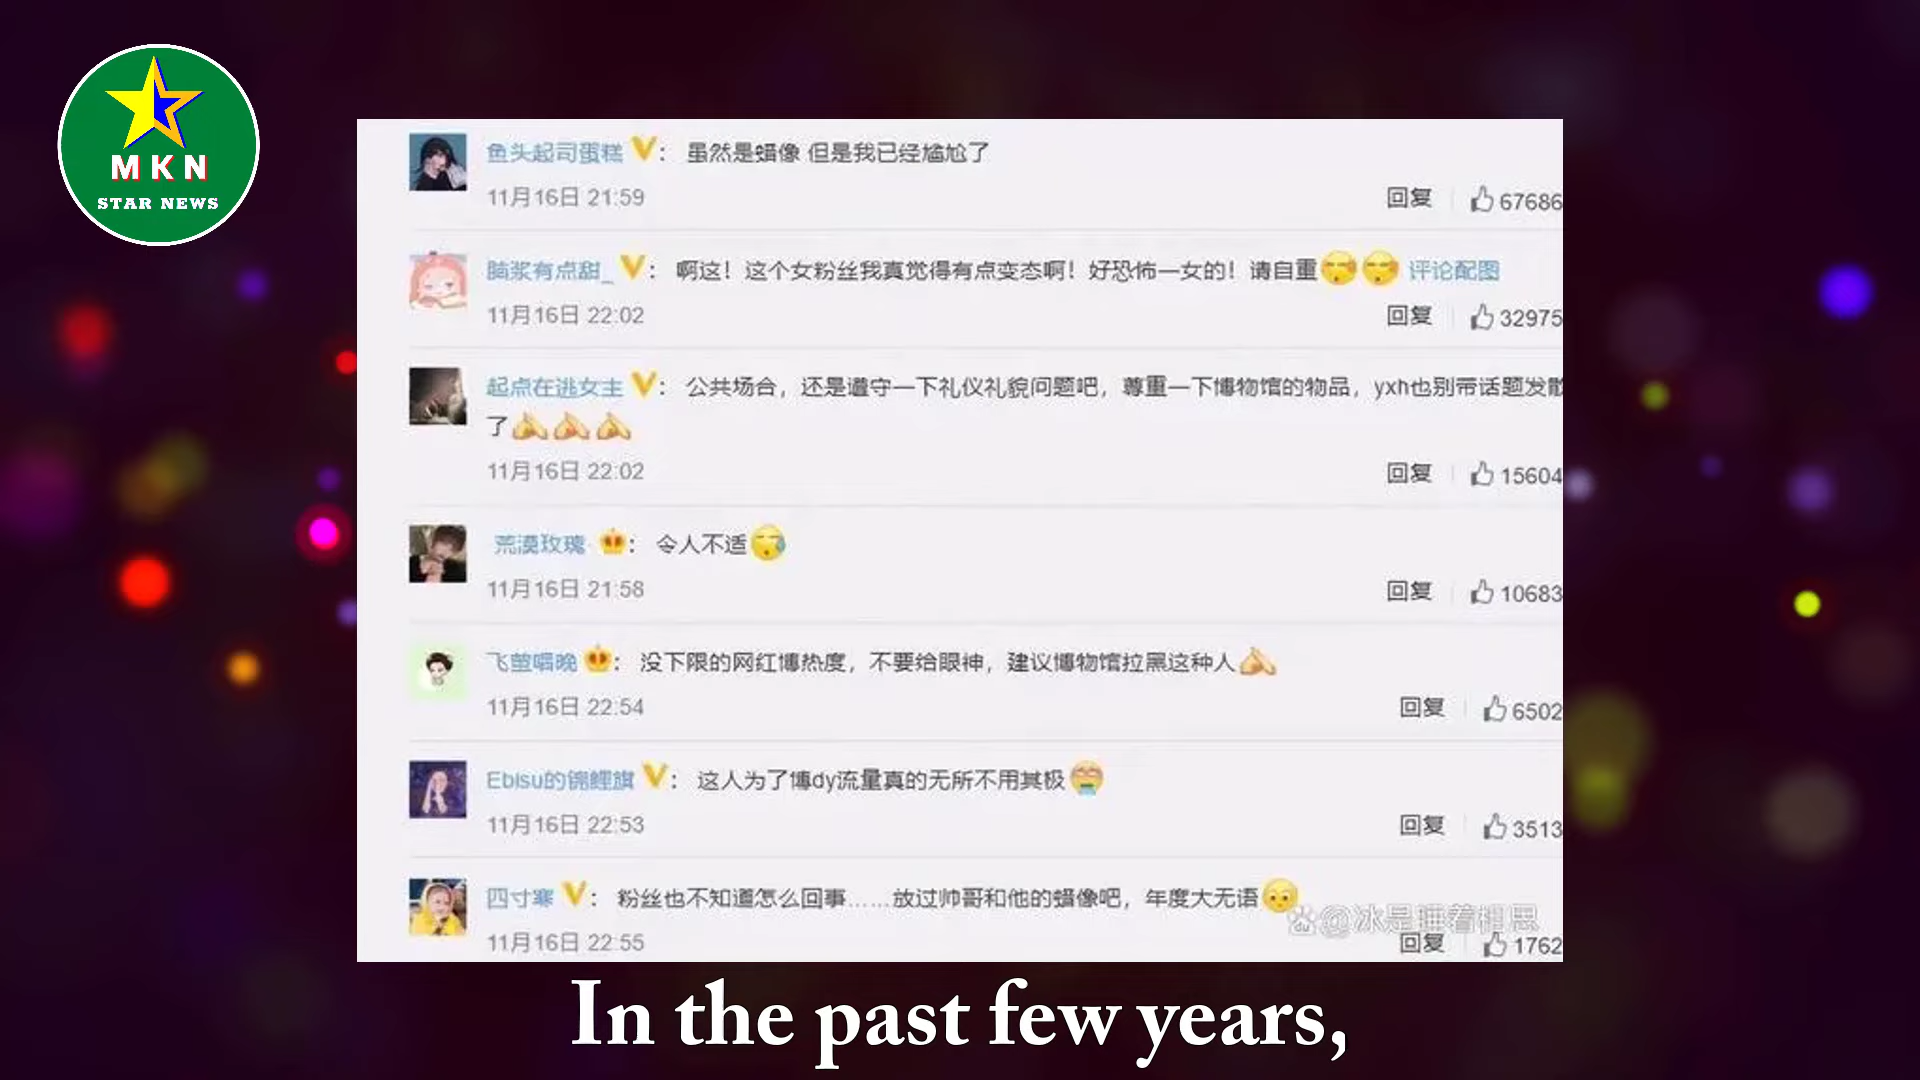 MKN
STAR NEWS
鱼头起司蛋糕: 虽然是蜡像 但是我已经尴尬了
11月16日 21:59
回复 67686
脑浆有点甜_: 啊这！这个女粉丝我真觉得有点变态啊！好恐怖一女的！请自重 评论配图
11月16日 22:02
回复 32975
起点在逃女主: 公共场合，还是遵守一下礼仪礼貌问题吧，尊重一下博物馆的物品，yxh也别带话题发散
了
11月16日 22:02
回复 15604
荒漠玫瑰: 令人不适
11月16日 21:58
回复 10683
飞萤唱晚: 没下限的网红博热度，不要给眼神，建议博物馆拉黑这种人
11月16日 22:54
回复 6502
Ebisu的锦鲤旗: 这人为了博dy流量真的无所不用其极
11月16日 22:53
回复 3513
四寸寒: 粉丝也不知道怎么回事……放过帅哥和他的蜡像吧，年度大无语
@冰是睡着相思
11月16日 22:55
回复 1762
In the past few years,